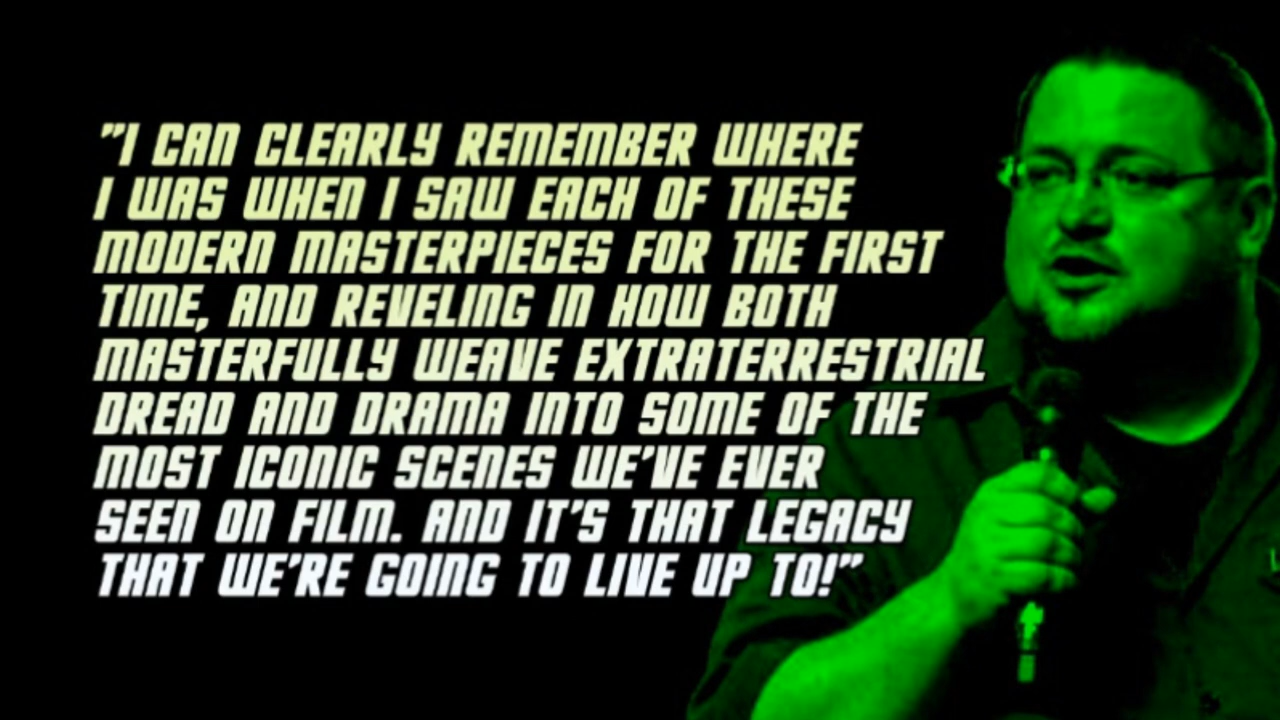 "I CAN CLEARLY REMEMBER WHERE
I WAS WHEN I SAW EACH OF THESE
MODERN MASTERPIECES FOR THE FIRST
TIME, AND REVELING IN HOW BOTH
MASTERFULLY WEAVE EXTRATERRESTRIAL
DREAD AND DRAMA INTO SOME OF THE
MOST ICONIC SCENES WE'VE EVER
SEEN ON FILM. AND IT'S THAT LEGACY
THAT WE'RE GOING TO LIVE UP TO!"